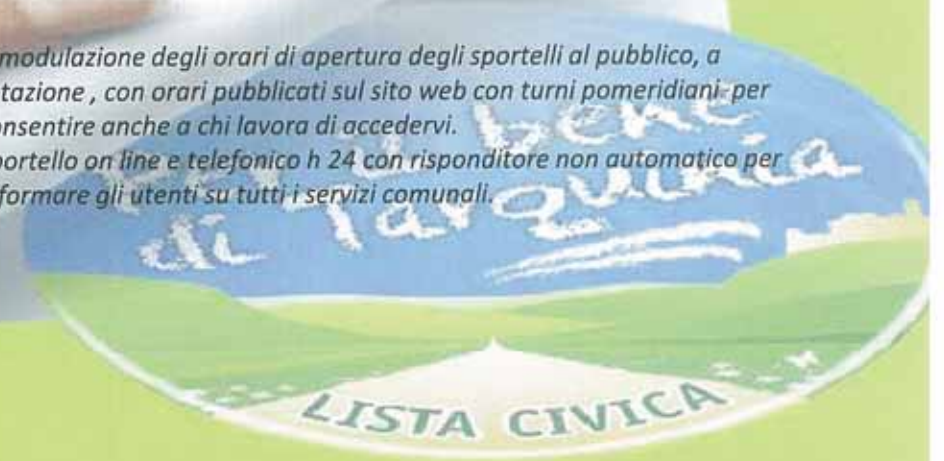 modulazione degli orari di apertura degli sportelli al pubblico, a
tazione , con orari pubblicati sul sito web con turni pomeridiani per
onsentire anche a chi lavora di accedervi.
portello on line e telefonico h 24 con risponditore non automatico per
formare gli utenti su tutti i servizi comunali.
il bene
di Tarquinia
LISTA CIVICA